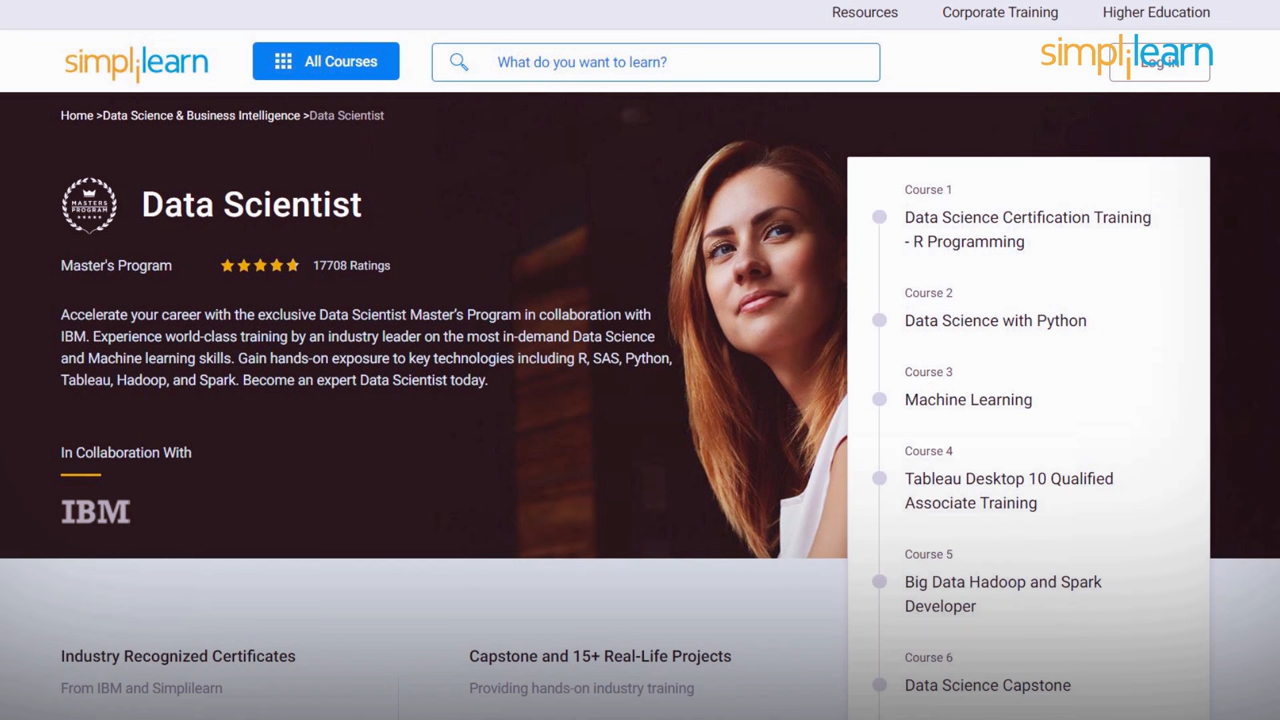 Resources Corporate Training Higher Education
simplilearn All Courses What do you want to learn? simplilearn
Log in
Home >Data Science & Business Intelligence >Data Scientist
MASTERS
PROGRAM
Data Scientist
Master's Program 17708 Ratings
Accelerate your career with the exclusive Data Scientist Master's Program in collaboration with
IBM. Experience world-class training by an industry leader on the most in-demand Data Science
and Machine learning skills. Gain hands-on exposure to key technologies including R, SAS, Python,
Tableau, Hadoop, and Spark. Become an expert Data Scientist today.
In Collaboration With
IBM
Course 1
Data Science Certification Training
- R Programming
Course 2
Data Science with Python
Course 3
Machine Learning
Course 4
Tableau Desktop 10 Qualified
Associate Training
Course 5
Big Data Hadoop and Spark
Developer
Course 6
Data Science Capstone
Industry Recognized Certificates
From IBM and Simplilearn
Capstone and 15+ Real-Life Projects
Providing hands-on industry training